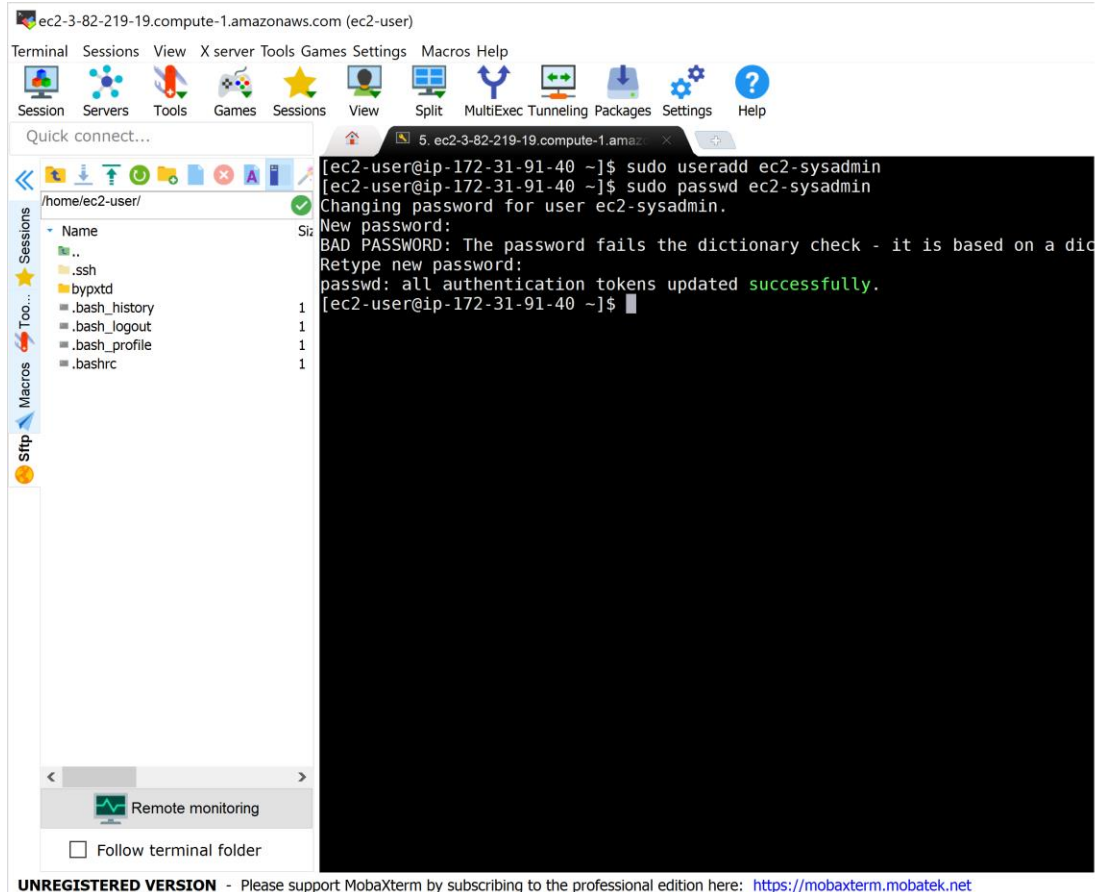 ec2-3-82-219-19.compute-1.amazonaws.com (ec2-user)
Terminal Sessions View X server Tools Games Settings Macros Help
Session Servers Tools Games Sessions View Split MultiExec Tunneling Packages Settings Help
Quick connect...
5. ec2-3-82-219-19.compute-1.amazo
/home/ec2-user/
Name Siz
..
.ssh
bypxtd
.bash_history 1
.bash_logout 1
.bash_profile 1
.bashrc 1
Sessions
Too...
Macros
Sftp
[ec2-user@ip-172-31-91-40 ~]$ sudo useradd ec2-sysadmin
[ec2-user@ip-172-31-91-40 ~]$ sudo passwd ec2-sysadmin
Changing password for user ec2-sysadmin.
New password:
BAD PASSWORD: The password fails the dictionary check - it is based on a dic
Retype new password:
passwd: all authentication tokens updated successfully.
[ec2-user@ip-172-31-91-40 ~]$
Remote monitoring
Follow terminal folder
UNREGISTERED VERSION - Please support MobaXterm by subscribing to the professional edition here: https://mobaxterm.mobatek.net